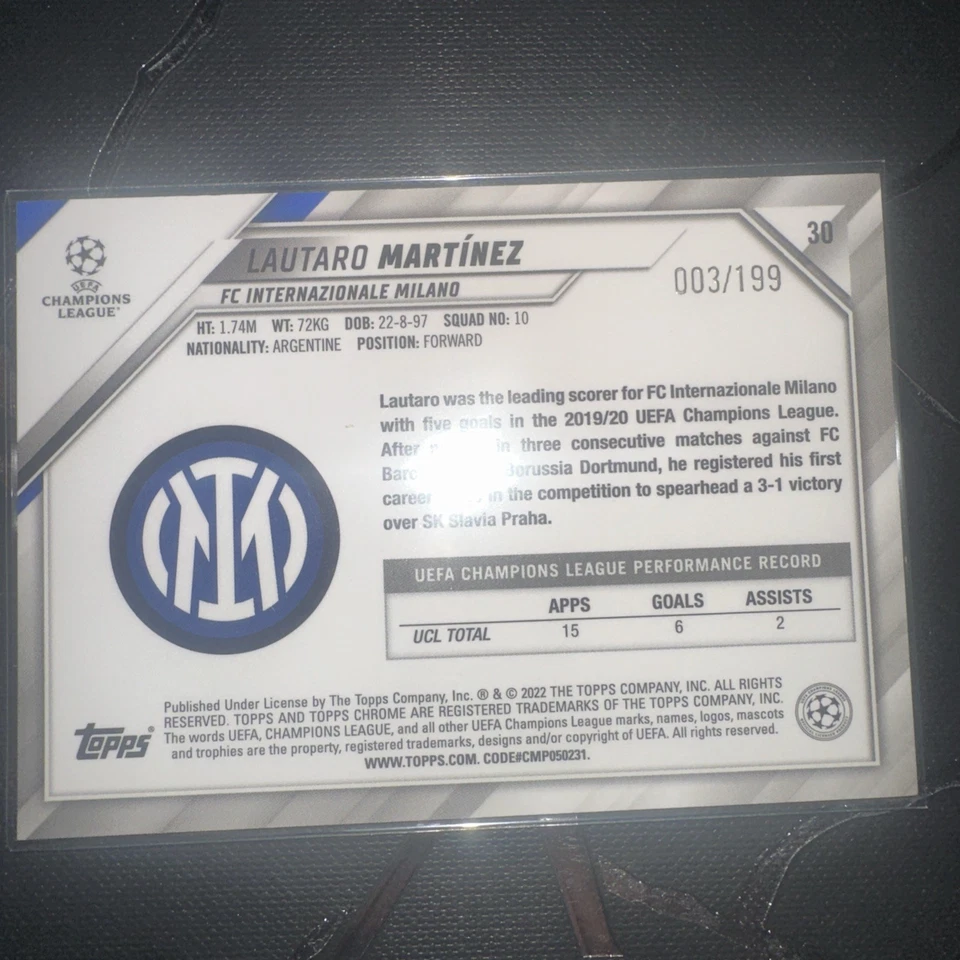 30
LAUTARO MARTÍNEZ
003/199
UEFA
CHAMPIONS
LEAGUE®
FC INTERNAZIONALE MILANO
HT: 1.74M WT: 72KG DOB: 22-8-97 SQUAD NO: 10
NATIONALITY: ARGENTINE POSITION: FORWARD
Lautaro was the leading scorer for FC Internazionale Milano
with five goals in the 2019/20 UEFA Champions League.
After in three consecutive matches against FC
Borussia Dortmund, he registered his first
career in the competition to spearhead a 3-1 victory
over SK Slavia Praha.
UEFA CHAMPIONS LEAGUE PERFORMANCE RECORD
APPS GOALS ASSISTS
UCL TOTAL 15 6 2
Published Under License by The Topps Company, Inc. ® & © 2022 THE TOPPS COMPANY, INC. ALL RIGHTS
RESERVED. TOPPS AND TOPPS CHROME ARE REGISTERED TRADEMARKS OF THE TOPPS COMPANY, INC.
The words UEFA, CHAMPIONS LEAGUE, and all other UEFA Champions League marks, names, logos, mascots
and trophies are the property, registered trademarks, designs and/or copyright of UEFA. All rights reserved.
WWW.TOPPS.COM. CODE#CMP050231.
topps®